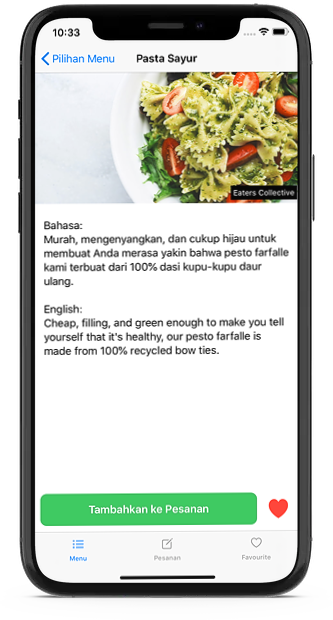 10:33
Pilihan Menu
Pasta Sayur
Eaters Collective
Bahasa:
Murah, mengenyangkan, dan cukup hijau untuk
membuat Anda merasa yakin bahwa pesto farfalle
kami terbuat dari 100% dasi kupu-kupu daur
ulang.
English:
Cheap, filling, and green enough to make you tell
yourself that it's healthy, our pesto farfalle is
made from 100% recycled bow ties.
Tambahkan ke Pesanan
Menu
Pesanan
Favourite